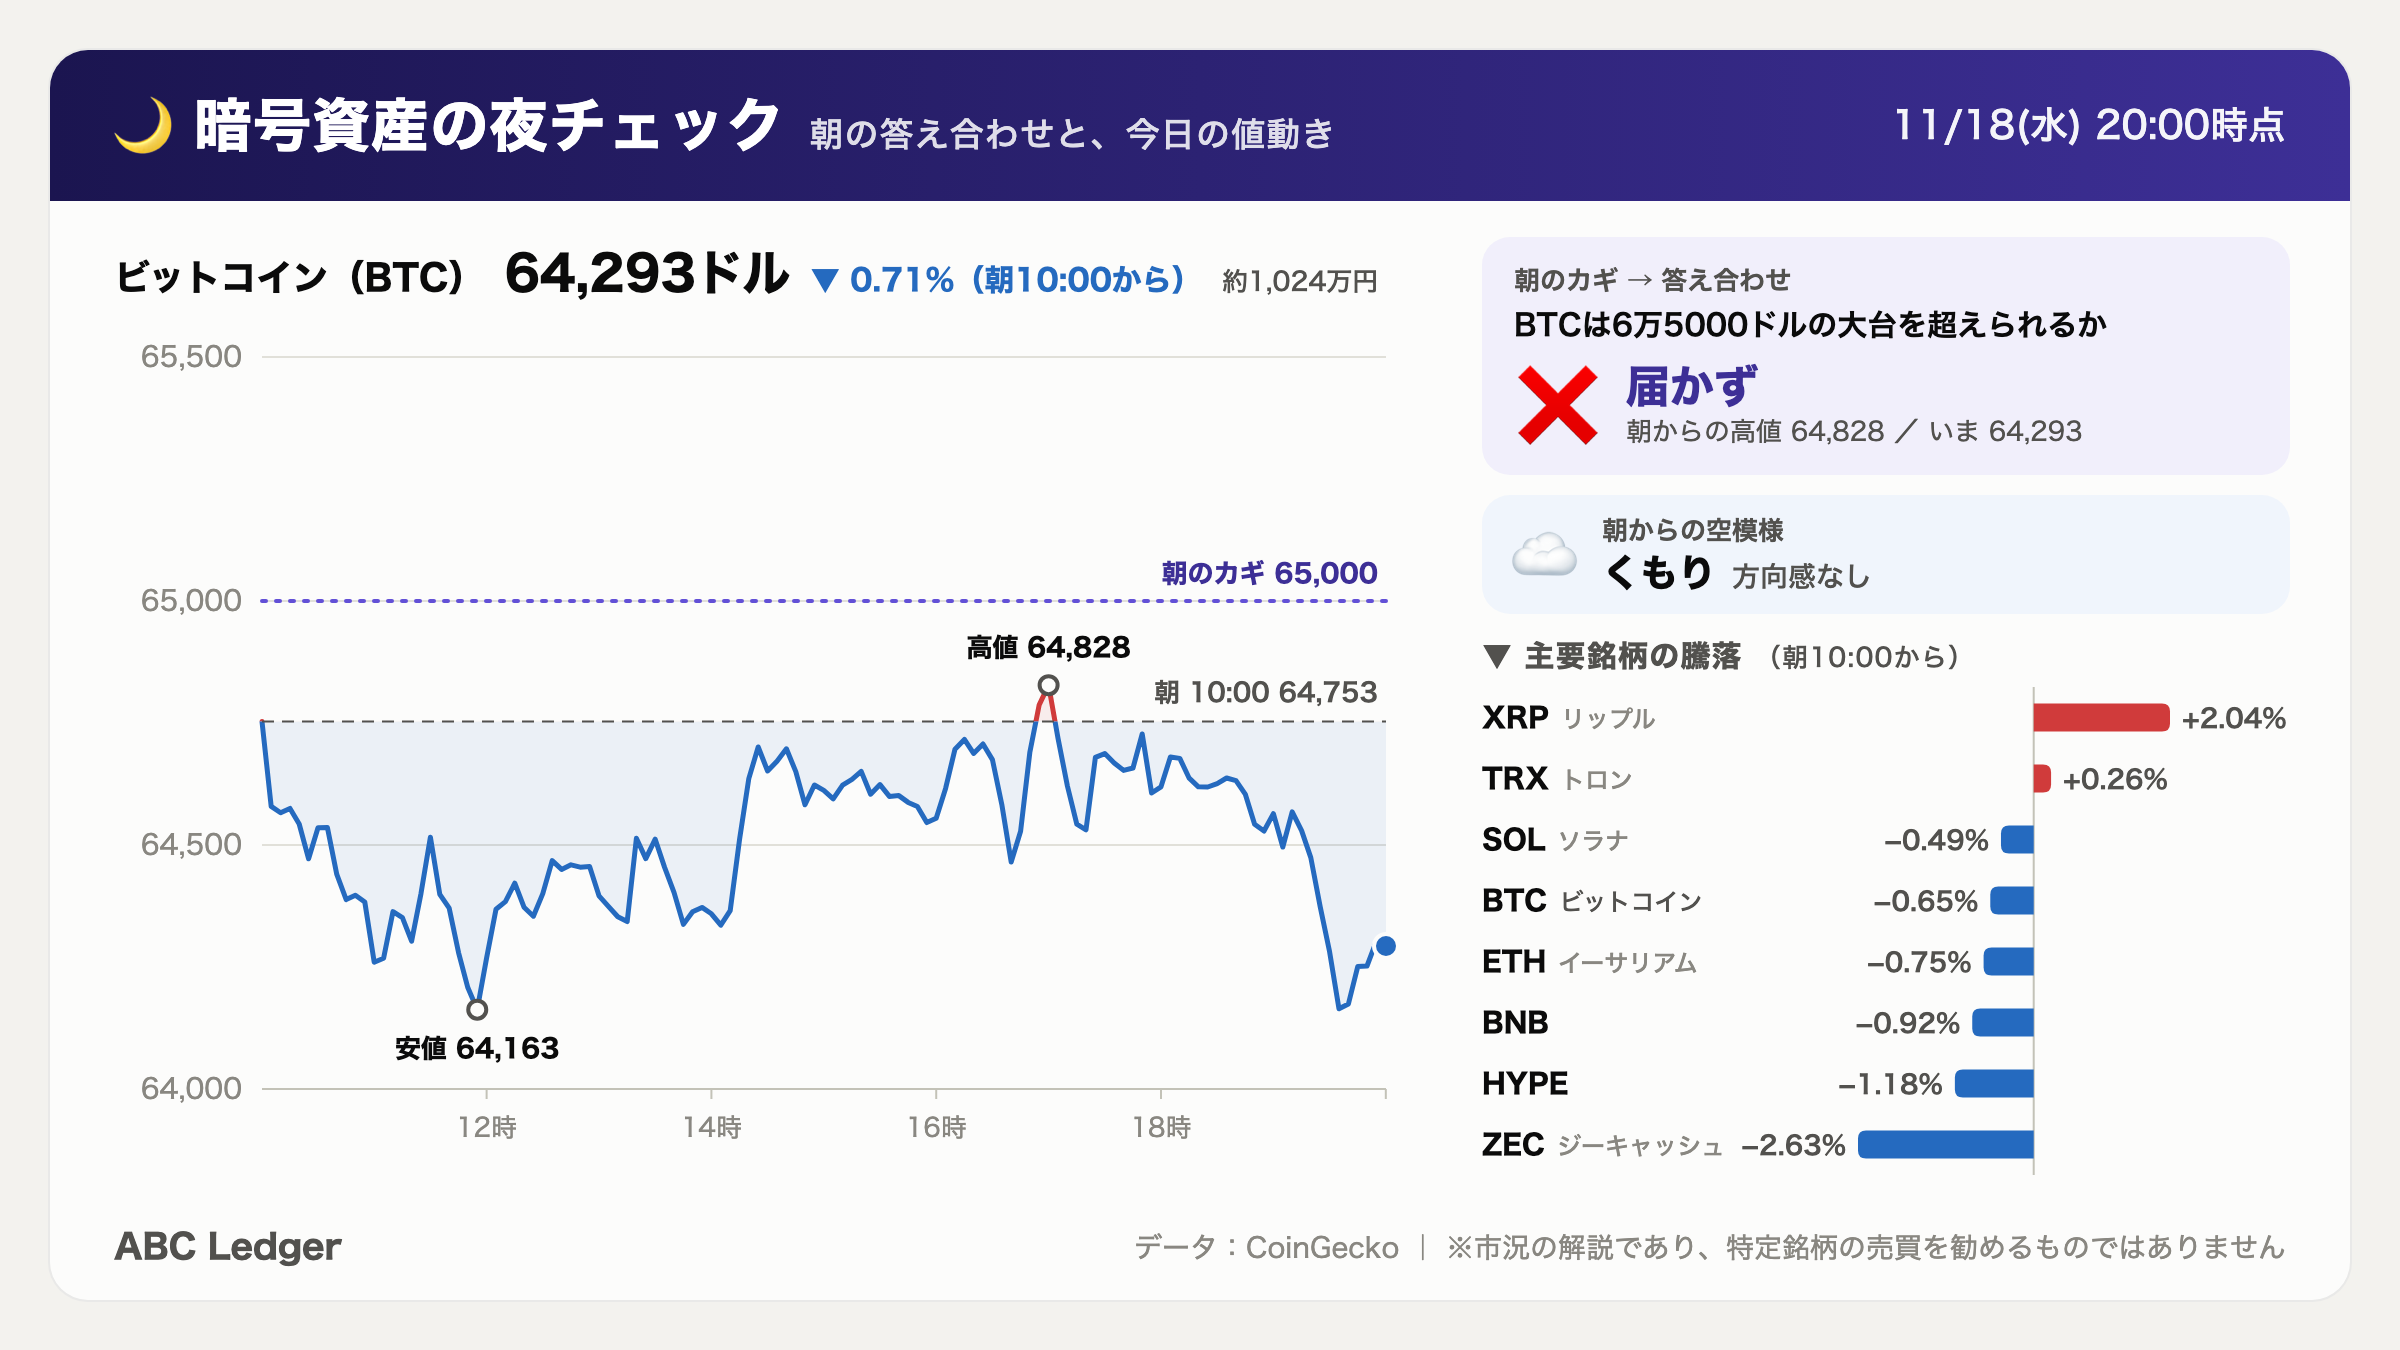 暗号資産の夜チェック 朝の答え合わせと、今日の値動き
11/18(水) 20:00時点
ビットコイン（BTC） 64,293ドル ▼ 0.71%（朝10:00から） 約1,024万円
65,500
65,000
64,500
64,000
朝のカギ 65,000
高値 64,828
朝 10:00 64,753
安値 64,163
12時 14時 16時 18時
朝のカギ → 答え合わせ
BTCは6万5000ドルの大台を超えられるか
届かず
朝からの高値 64,828 ／ いま 64,293
朝からの空模様
くもり 方向感なし
▼ 主要銘柄の騰落 （朝10:00から）
XRP リップル +2.04%
TRX トロン +0.26%
SOL ソラナ −0.49%
BTC ビットコイン −0.65%
ETH イーサリアム −0.75%
BNB −0.92%
HYPE −1.18%
ZEC ジーキャッシュ −2.63%
ABC Ledger
データ：CoinGecko ｜ ※市況の解説であり、特定銘柄の売買を勧めるものではありません